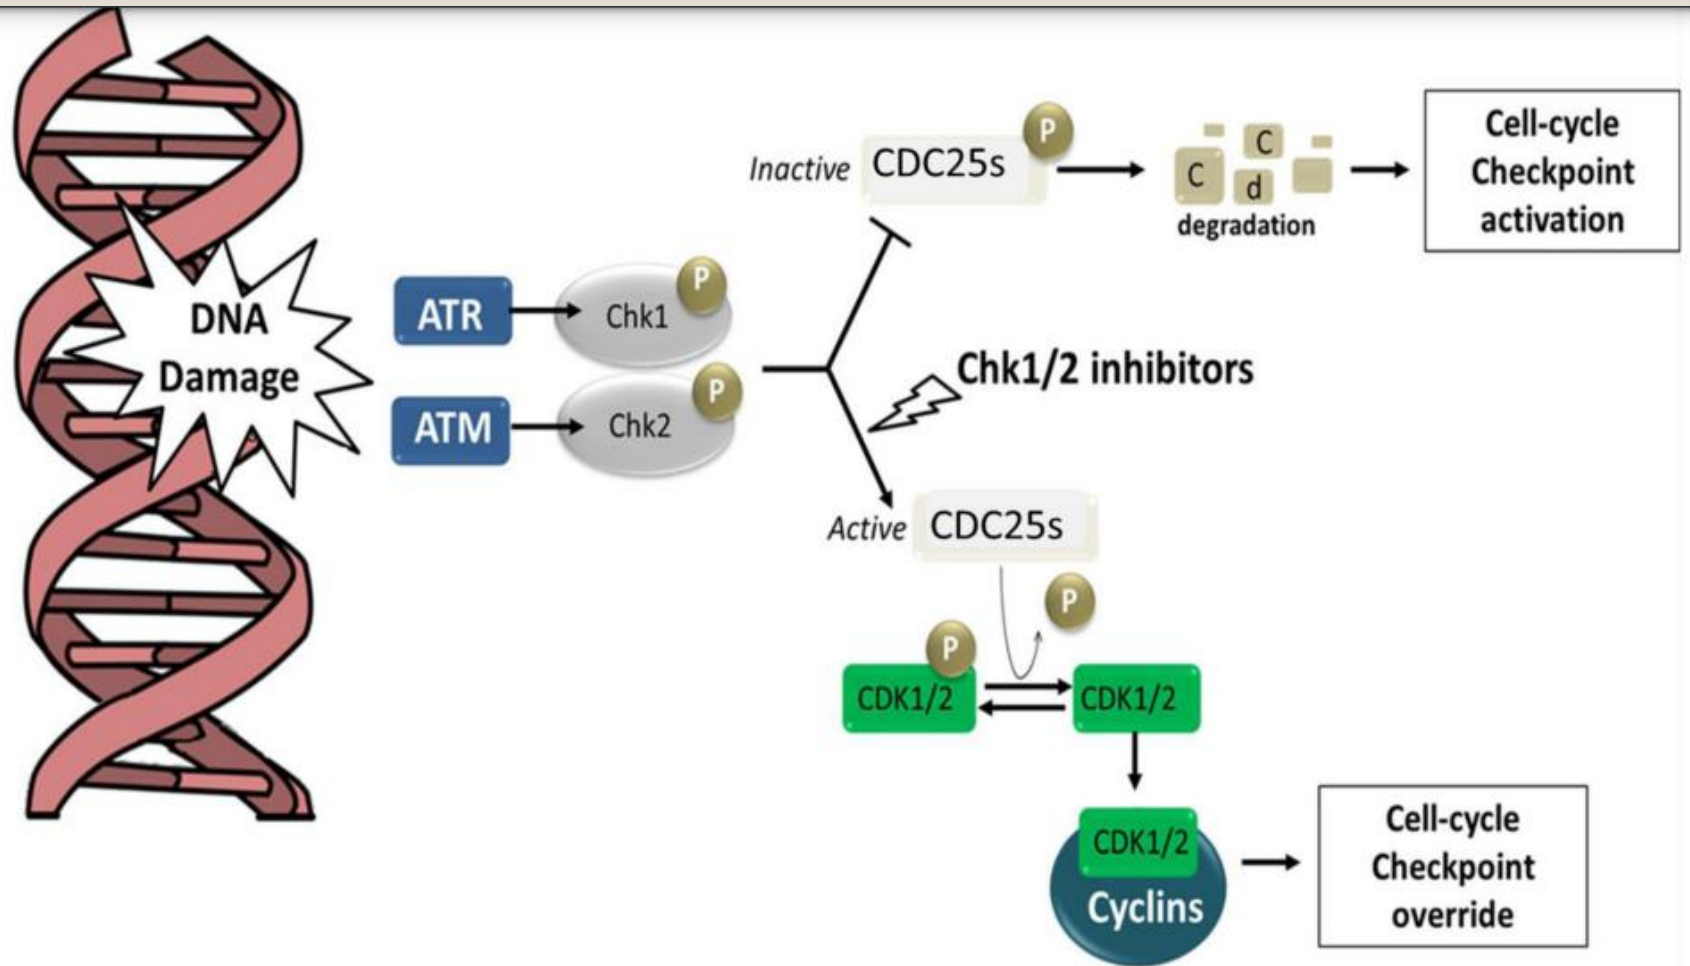 DNA
Damage
ATR
Chk1
P
ATM
Chk2
P
Inactive
CDC25s
P
C
C
d
degradation
Cell-cycle
Checkpoint
activation
Chk1/2 inhibitors
Active
CDC25s
P
P
CDK1/2
CDK1/2
CDK1/2
Cyclins
Cell-cycle
Checkpoint
override